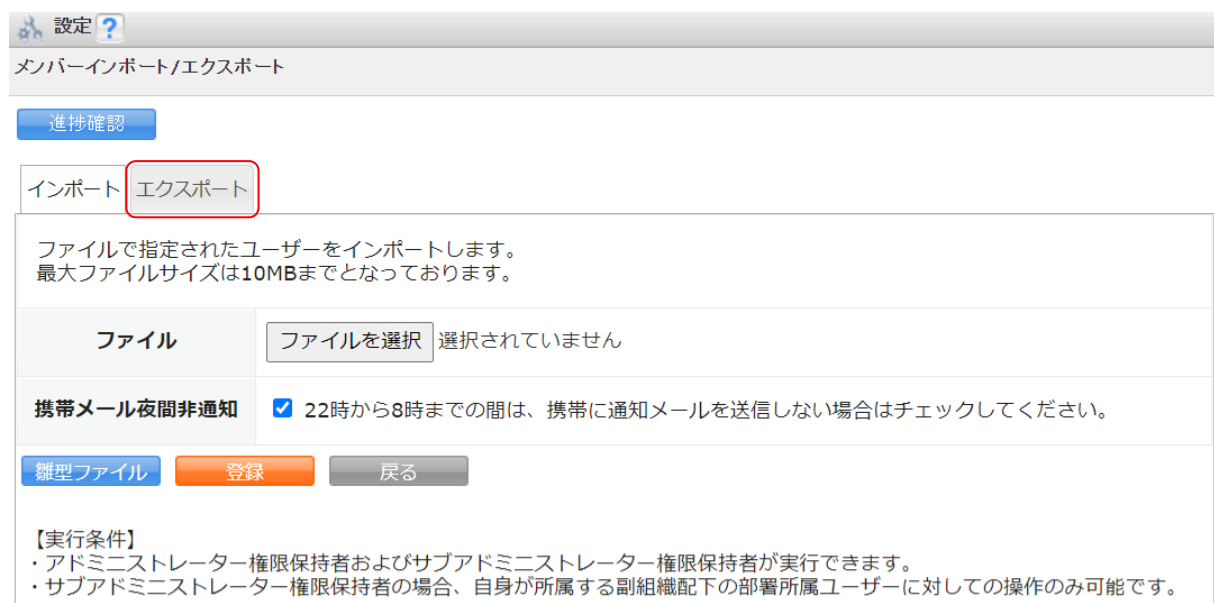 設定 ?
メンバーインポート/エクスポート
進捗確認
インポート エクスポート
ファイルで指定されたユーザーをインポートします。
最大ファイルサイズは10MBまでとなっております。
ファイル ファイルを選択 選択されていません
携帯メール夜間非通知 22時から8時までの間は、携帯に通知メールを送信しない場合はチェックしてください。
雛型ファイル 登録 戻る
【実行条件】
・アドミニストレーター権限保持者およびサブアドミニストレーター権限保持者が実行できます。
・サブアドミニストレーター権限保持者の場合、自身が所属する副組織配下の部署所属ユーザーに対しての操作のみ可能です。